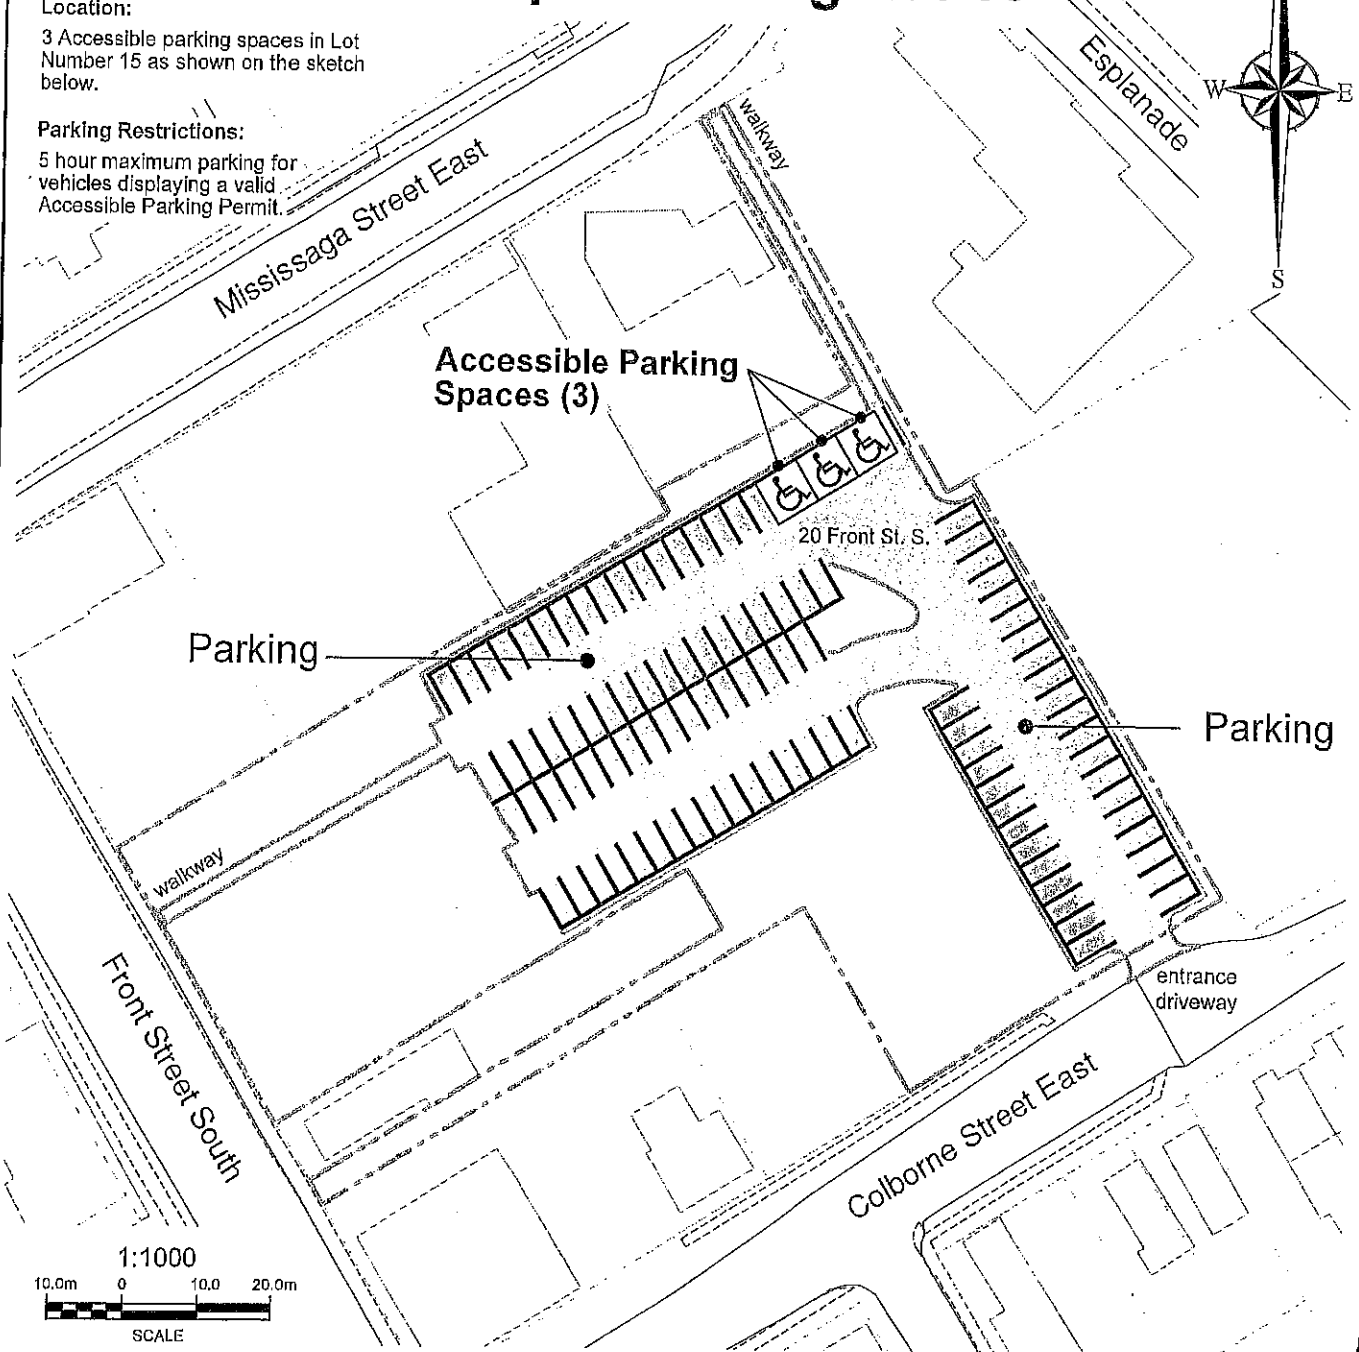 Location:
3 Accessible parking spaces in Lot
Number 15 as shown on the sketch
below.
Parking Restrictions:
5 hour maximum parking for
vehicles displaying a valid
Accessible Parking Permit.
Mississaga Street East
walkway
Esplanade
W
E
S
Accessible Parking
Spaces (3)
20 Front St. S.
Parking
Parking
walkway
Front Street South
entrance
driveway
Colborne Street East
1:1000
10.0m 0 10.0 20.0m
SCALE